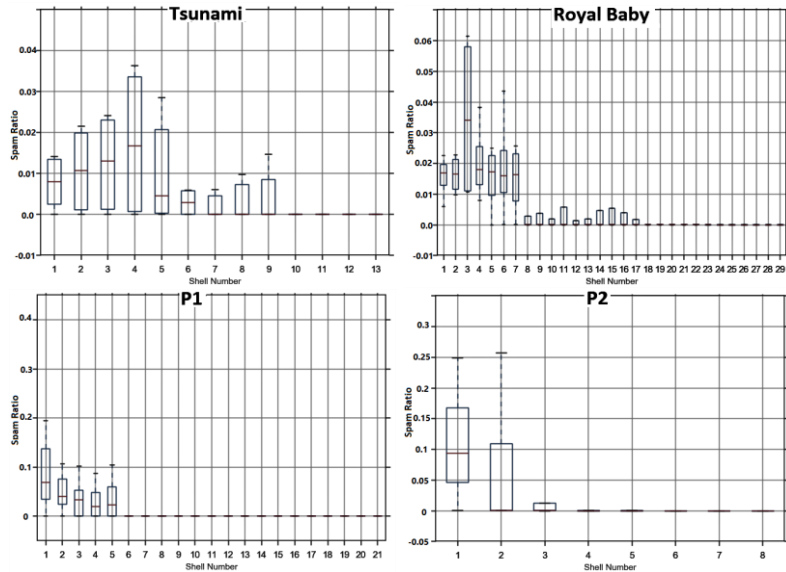 Tsunami
0.04
0.03
0.02
0.01
0.0
-0.01
Spam Ratio
1 2 3 4 5 6 7 8 9 10 11 12 13
Shell Number
Royal Baby
0.06
0.05
0.04
0.03
0.02
0.01
0.0
-0.01
Spam Ratio
1 2 3 4 5 6 7 8 9 10 11 12 13 14 15 16 17 18 19 20 21 22 23 24 25 26 27 28 29
Shell Number
P1
0.4
0.3
0.2
0.1
0
Spam Ratio
1 2 3 4 5 6 7 8 9 10 11 12 13 14 15 16 17 18 19 20 21
Shell Number
P2
0.3
0.25
0.2
0.15
0.1
0.05
0
-0.05
Spam Ratio
1 2 3 4 5 6 7 8
Shell Number